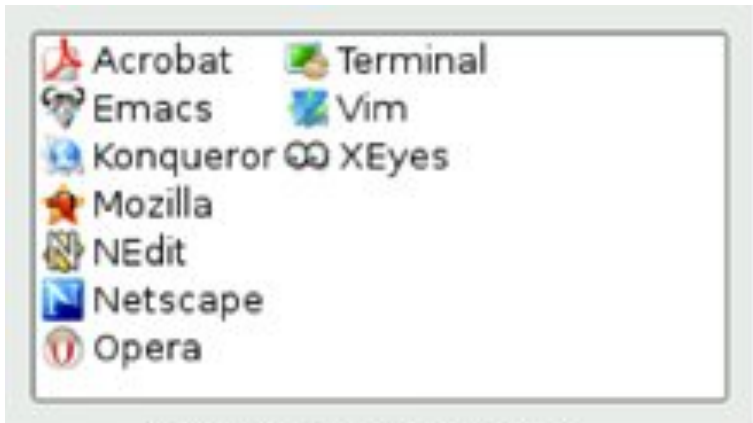 Acrobat
Emacs
Konqueror
Mozilla
NEdit
Netscape
Opera
Terminal
Vim
XEyes